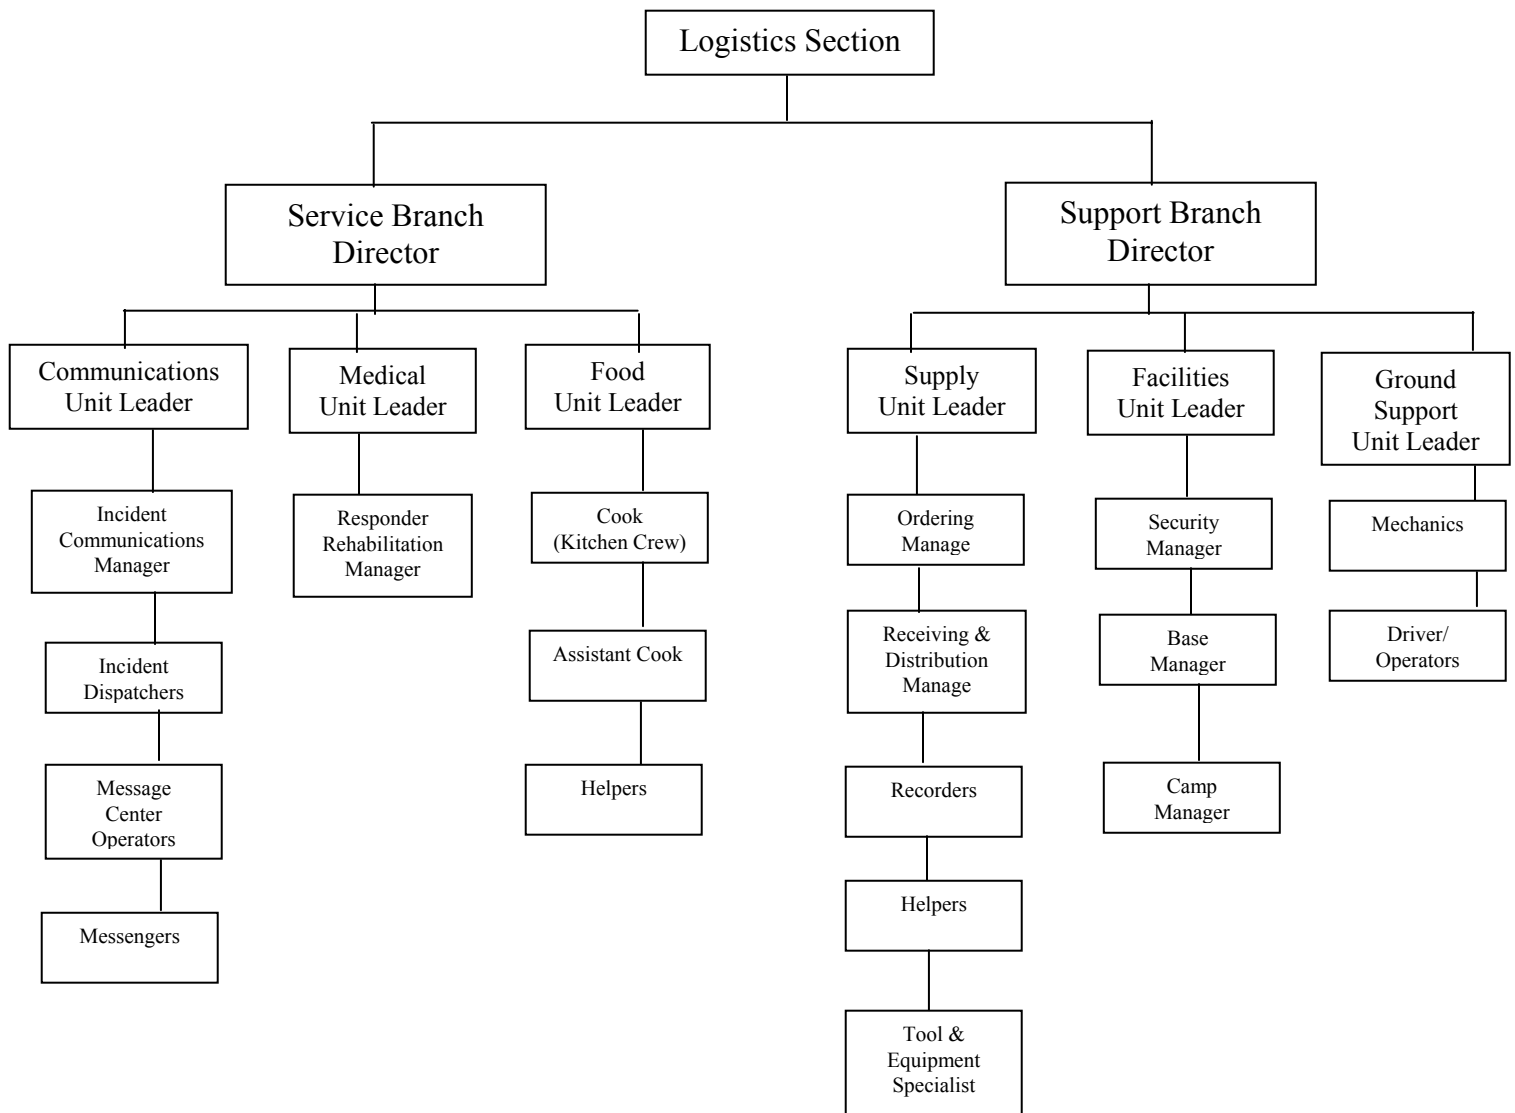 Logistics Section
Service Branch
Director
Support Branch
Director
Communications
Unit Leader
Medical
Unit Leader
Food
Unit Leader
Supply
Unit Leader
Facilities
Unit Leader
Ground
Support
Unit Leader
Incident
Communications
Manager
Responder
Rehabilitation
Manager
Cook
(Kitchen Crew)
Ordering
Manage
Security
Manager
Mechanics
Incident
Dispatchers
Assistant Cook
Receiving &
Distribution
Manage
Base
Manager
Driver/
Operators
Message
Center
Operators
Helpers
Recorders
Camp
Manager
Messengers
Helpers
Tool &
Equipment
Specialist